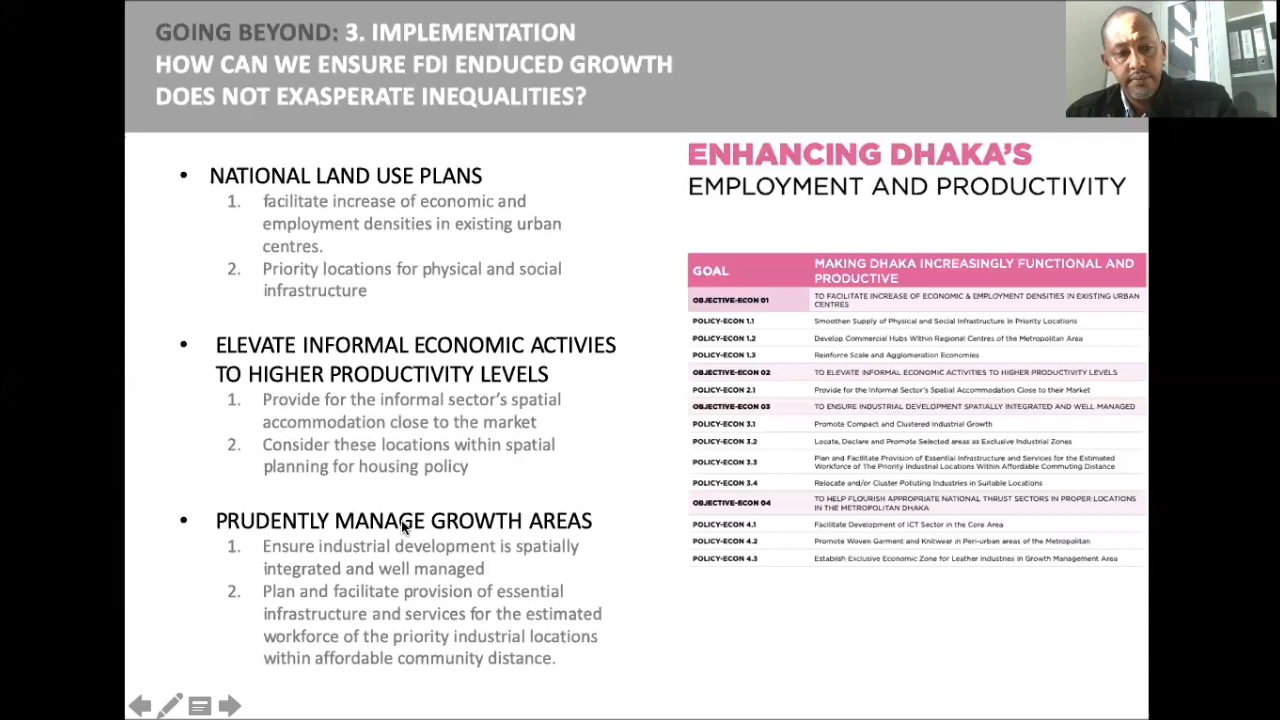 GOING BEYOND: 3. IMPLEMENTATION
HOW CAN WE ENSURE FDI ENDUCED GROWTH
DOES NOT EXASPERATE INEQUALITIES?
• NATIONAL LAND USE PLANS
1. facilitate increase of economic and
employment densities in existing urban
centres.
2. Priority locations for physical and social
infrastructure
• ELEVATE INFORMAL ECONOMIC ACTIVIES
TO HIGHER PRODUCTIVITY LEVELS
1. Provide for the informal sector's spatial
accommodation close to the market
2. Consider these locations within spatial
planning for housing policy
• PRUDENTLY MANAGE GROWTH AREAS
1. Ensure industrial development is spatially
integrated and well managed
2. Plan and facilitate provision of essential
infrastructure and services for the estimated
workforce of the priority industrial locations
within affordable community distance.
ENHANCING DHAKA'S
EMPLOYMENT AND PRODUCTIVITY
GOAL MAKING DHAKA INCREASINGLY FUNCTIONAL AND
PRODUCTIVE
OBJECTIVE-ECON 01 TO FACILITATE INCREASE OF ECONOMIC & EMPLOYMENT DENSITIES IN EXISTING URBAN
CENTRES
POLICY-ECON 1.1 Smoothen Supply of Physical and Social Infrastructure in Priority Locations
POLICY-ECON 1.2 Develop Commercial Hubs Within Regional Centres of the Metropolitan Area
POLICY-ECON 1.3 Reinforce Scale and Agglomeration Economies
OBJECTIVE-ECON 02 TO ELEVATE INFORMAL ECONOMIC ACTIVITIES TO HIGHER PRODUCTIVITY LEVELS
POLICY-ECON 2.1 Provide for the Informal Sector's Spatial Accommodation Close to their Market
OBJECTIVE-ECON 03 TO ENSURE INDUSTRIAL DEVELOPMENT SPATIALLY INTEGRATED AND WELL MANAGED
POLICY-ECON 3.1 Promote Compact and Clustered Industrial Growth
POLICY-ECON 3.2 Locate, Declare and Promote Selected areas as Exclusive Industrial Zones
POLICY-ECON 3.3 Plan and Facilitate Provision of Essential Infrastructure and Services for the Estimated
Workforce of The Priority Industrial Locations Within Affordable Commuting Distance
POLICY-ECON 3.4 Relocate and/or Cluster Polluting Industries in Suitable Locations
OBJECTIVE-ECON 04 TO HELP FLOURISH APPROPRIATE NATIONAL THRUST SECTORS IN PROPER LOCATIONS
IN THE METROPOLITAN DHAKA
POLICY-ECON 4.1 Facilitate Development of ICT Sector in the Core Area
POLICY-ECON 4.2 Promote Woven Garment and Knitwear in Peri-urban areas of the Metropolitan
POLICY-ECON 4.3 Establish Exclusive Economic Zone for Leather Industries in Growth Management Area